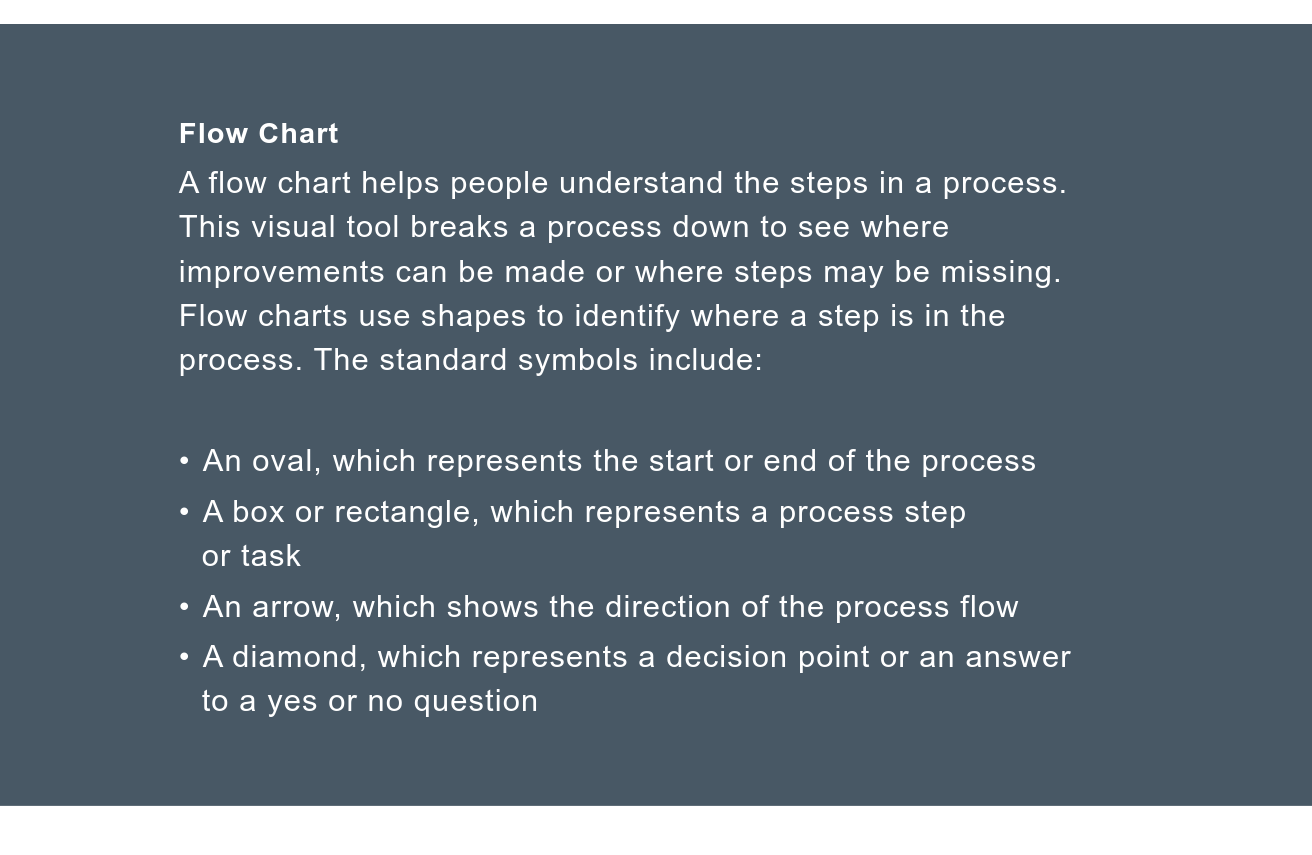 Flow Chart
A flow chart helps people understand the steps in a process.
This visual tool breaks a process down to see where
improvements can be made or where steps may be missing.
Flow charts use shapes to identify where a step is in the
process. The standard symbols include:
• An oval, which represents the start or end of the process
• A box or rectangle, which represents a process step
or task
• An arrow, which shows the direction of the process flow
• A diamond, which represents a decision point or an answer
to a yes or no question